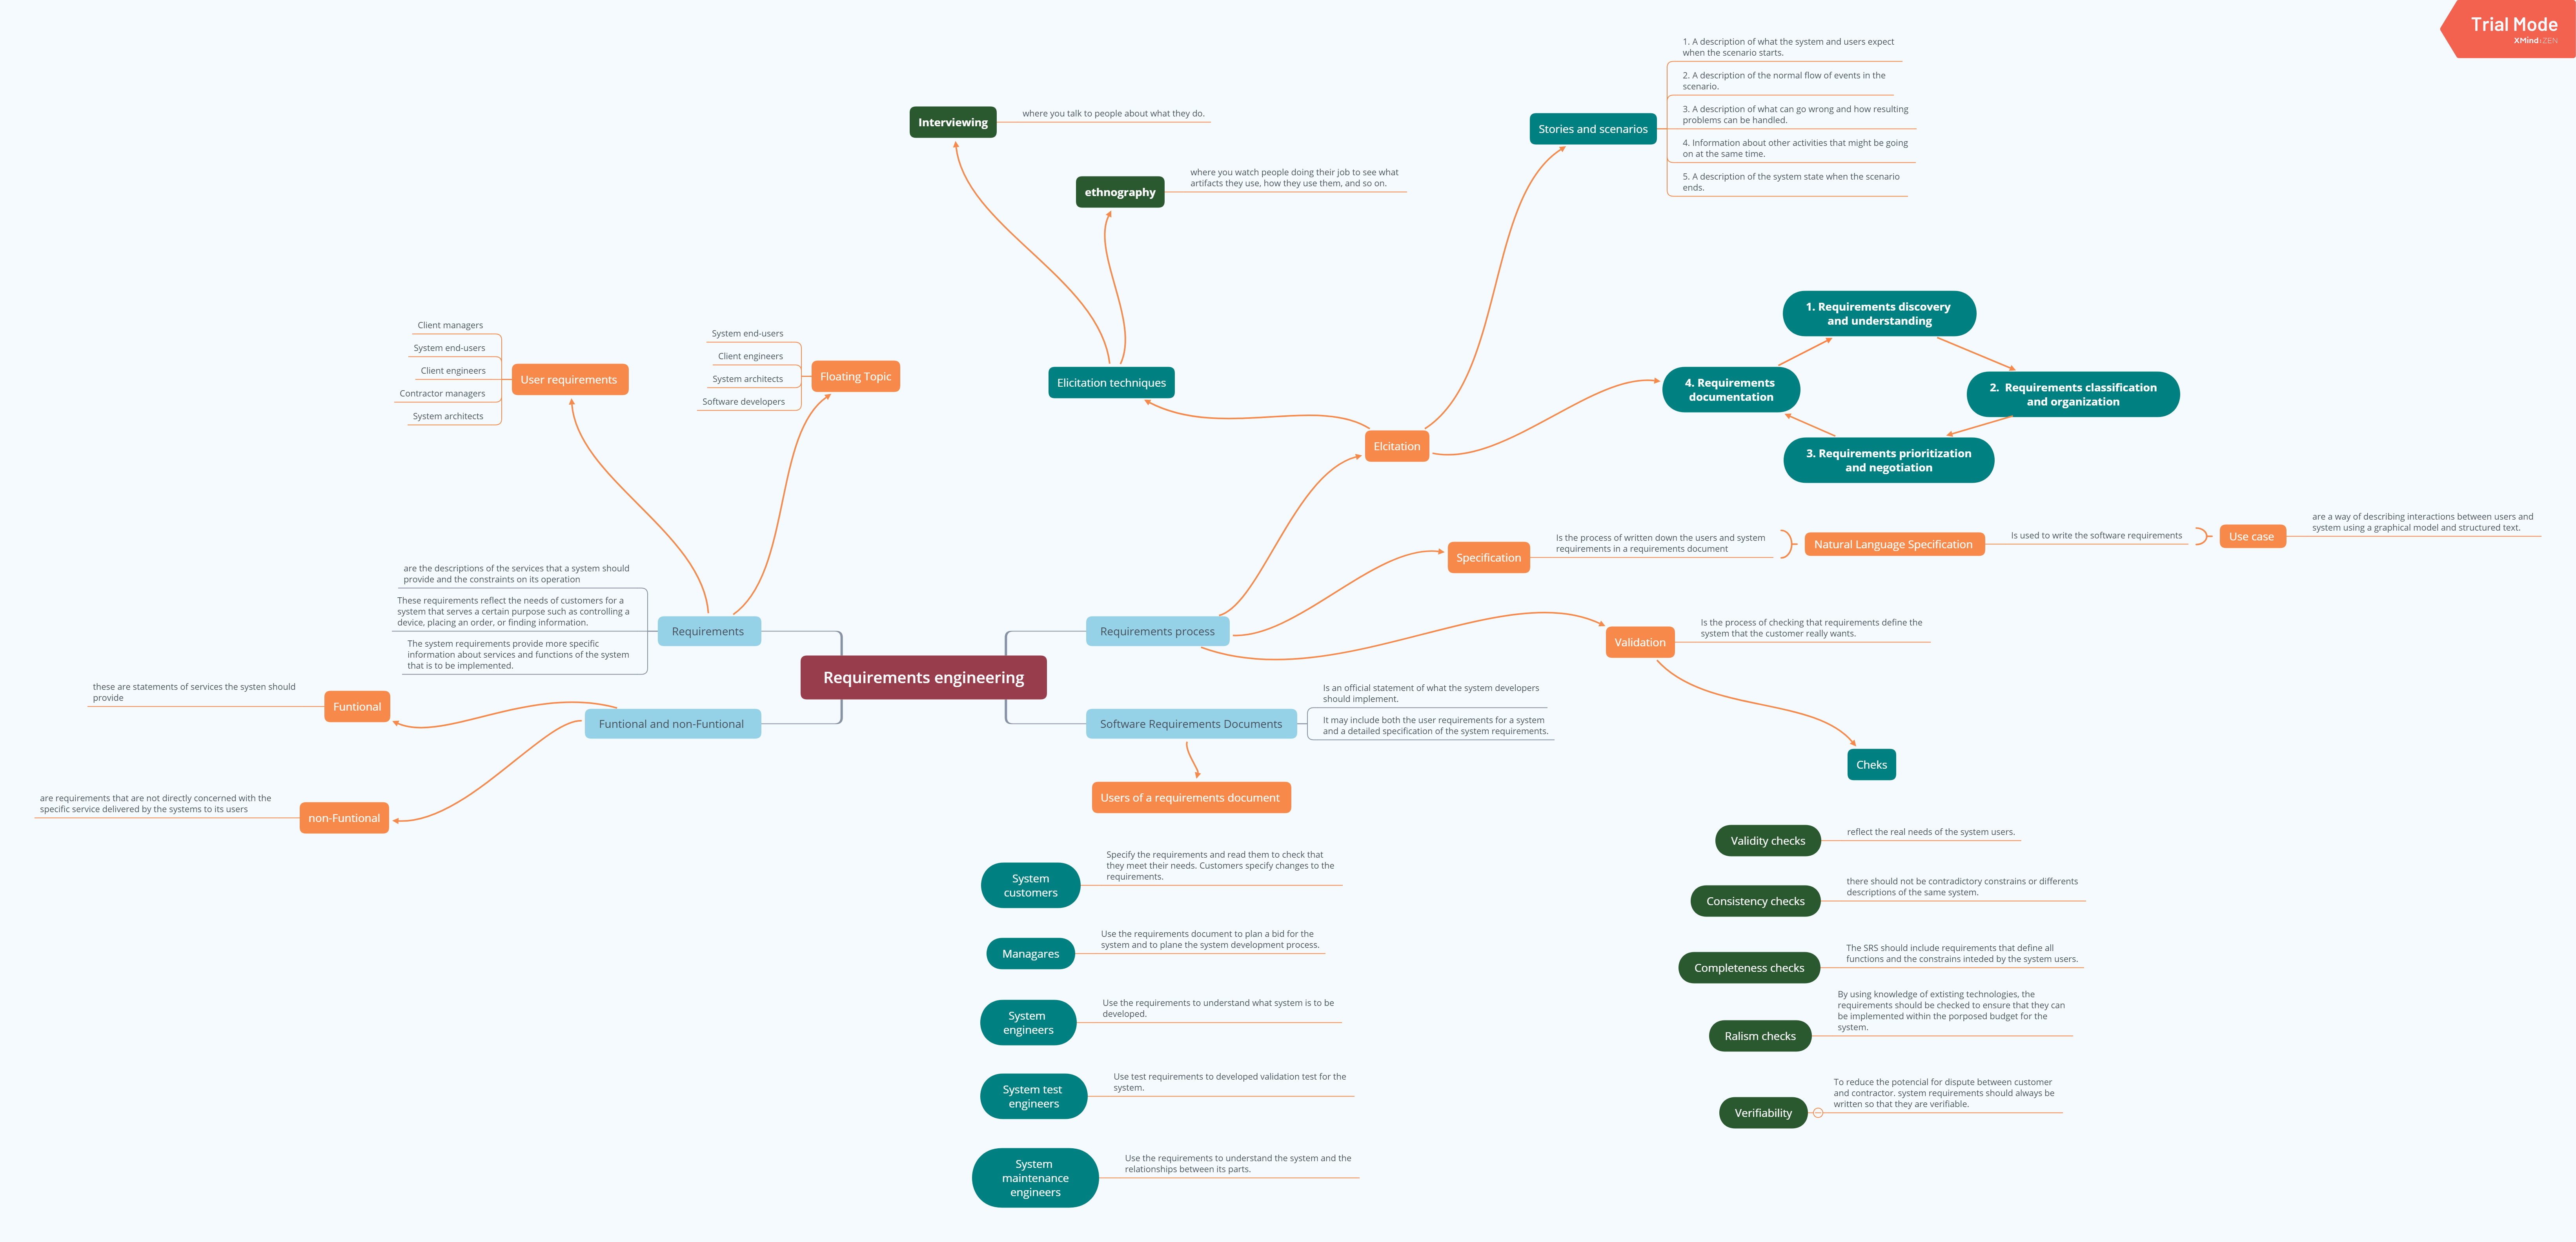 Trial Mode
XMind:ZEN
1. A description of what the system and users expect
when the scenario starts.
2. A description of the normal flow of events in the
scenario.
Stories and scenarios
3. A description of what can go wrong and how resulting
problems can be handled.
4. Information about other activities that might be going
on at the same time.
5. A description of the system state when the scenario
ends.
Interviewing
where you talk to people about what they do.
ethnography
where you watch people doing their job to see what
artifacts they use, how they use them, and so on.
Client managers
System end-users
Client engineers
Contractor managers
System architects
User requirements
System end-users
Client engineers
System architects
Software developers
Floating Topic
Elicitation techniques
Elcitation
1. Requirements discovery
and understanding
2. Requirements classification
and organization
3. Requirements prioritization
and negotiation
4. Requirements
documentation
Specification
Is the process of written down the users and system
requirements in a requirements document
Natural Language Specification
Is used to write the software requirements
Use case
are a way of describing interactions between users and
system using a graphical model and structured text.
are the descriptions of the services that a system should
provide and the constraints on its operation
These requirements reflect the needs of customers for a
system that serves a certain purpose such as controlling a
device, placing an order, or finding information.
The system requirements provide more specific
information about services and functions of the system
that is to be implemented.
Requirements
Requirements process
Validation
Is the process of checking that requirements define the
system that the customer really wants.
Requirements engineering
these are statements of services the systen should
provide
Funtional
Funtional and non-Funtional
are requirements that are not directly concerned with the
specific service delivered by the systems to its users
non-Funtional
Software Requirements Documents
Is an official statement of what the system developers
should implement.
It may include both the user requirements for a system
and a detailed specification of the system requirements.
Users of a requirements document
System
customers
Specify the requirements and read them to check that
they meet their needs. Customers specify changes to the
requirements.
Managares
Use the requirements document to plan a bid for the
system and to plane the system development process.
System
engineers
Use the requirements to understand what system is to be
developed.
System test
engineers
Use test requirements to developed validation test for the
system.
System
maintenance
engineers
Use the requirements to understand the system and the
relationships between its parts.
Cheks
Validity checks
reflect the real needs of the system users.
Consistency checks
there should not be contradictory constrains or differents
descriptions of the same system.
Completeness checks
The SRS should include requirements that define all
functions and the constrains inteded by the system users.
Ralism checks
By using knowledge of extisting technologies, the
requirements should be checked to ensure that they can
be implemented within the porposed budget for the
system.
Verifiability
To reduce the potencial for dispute between customer
and contractor. system requirements should always be
written so that they are verifiable.